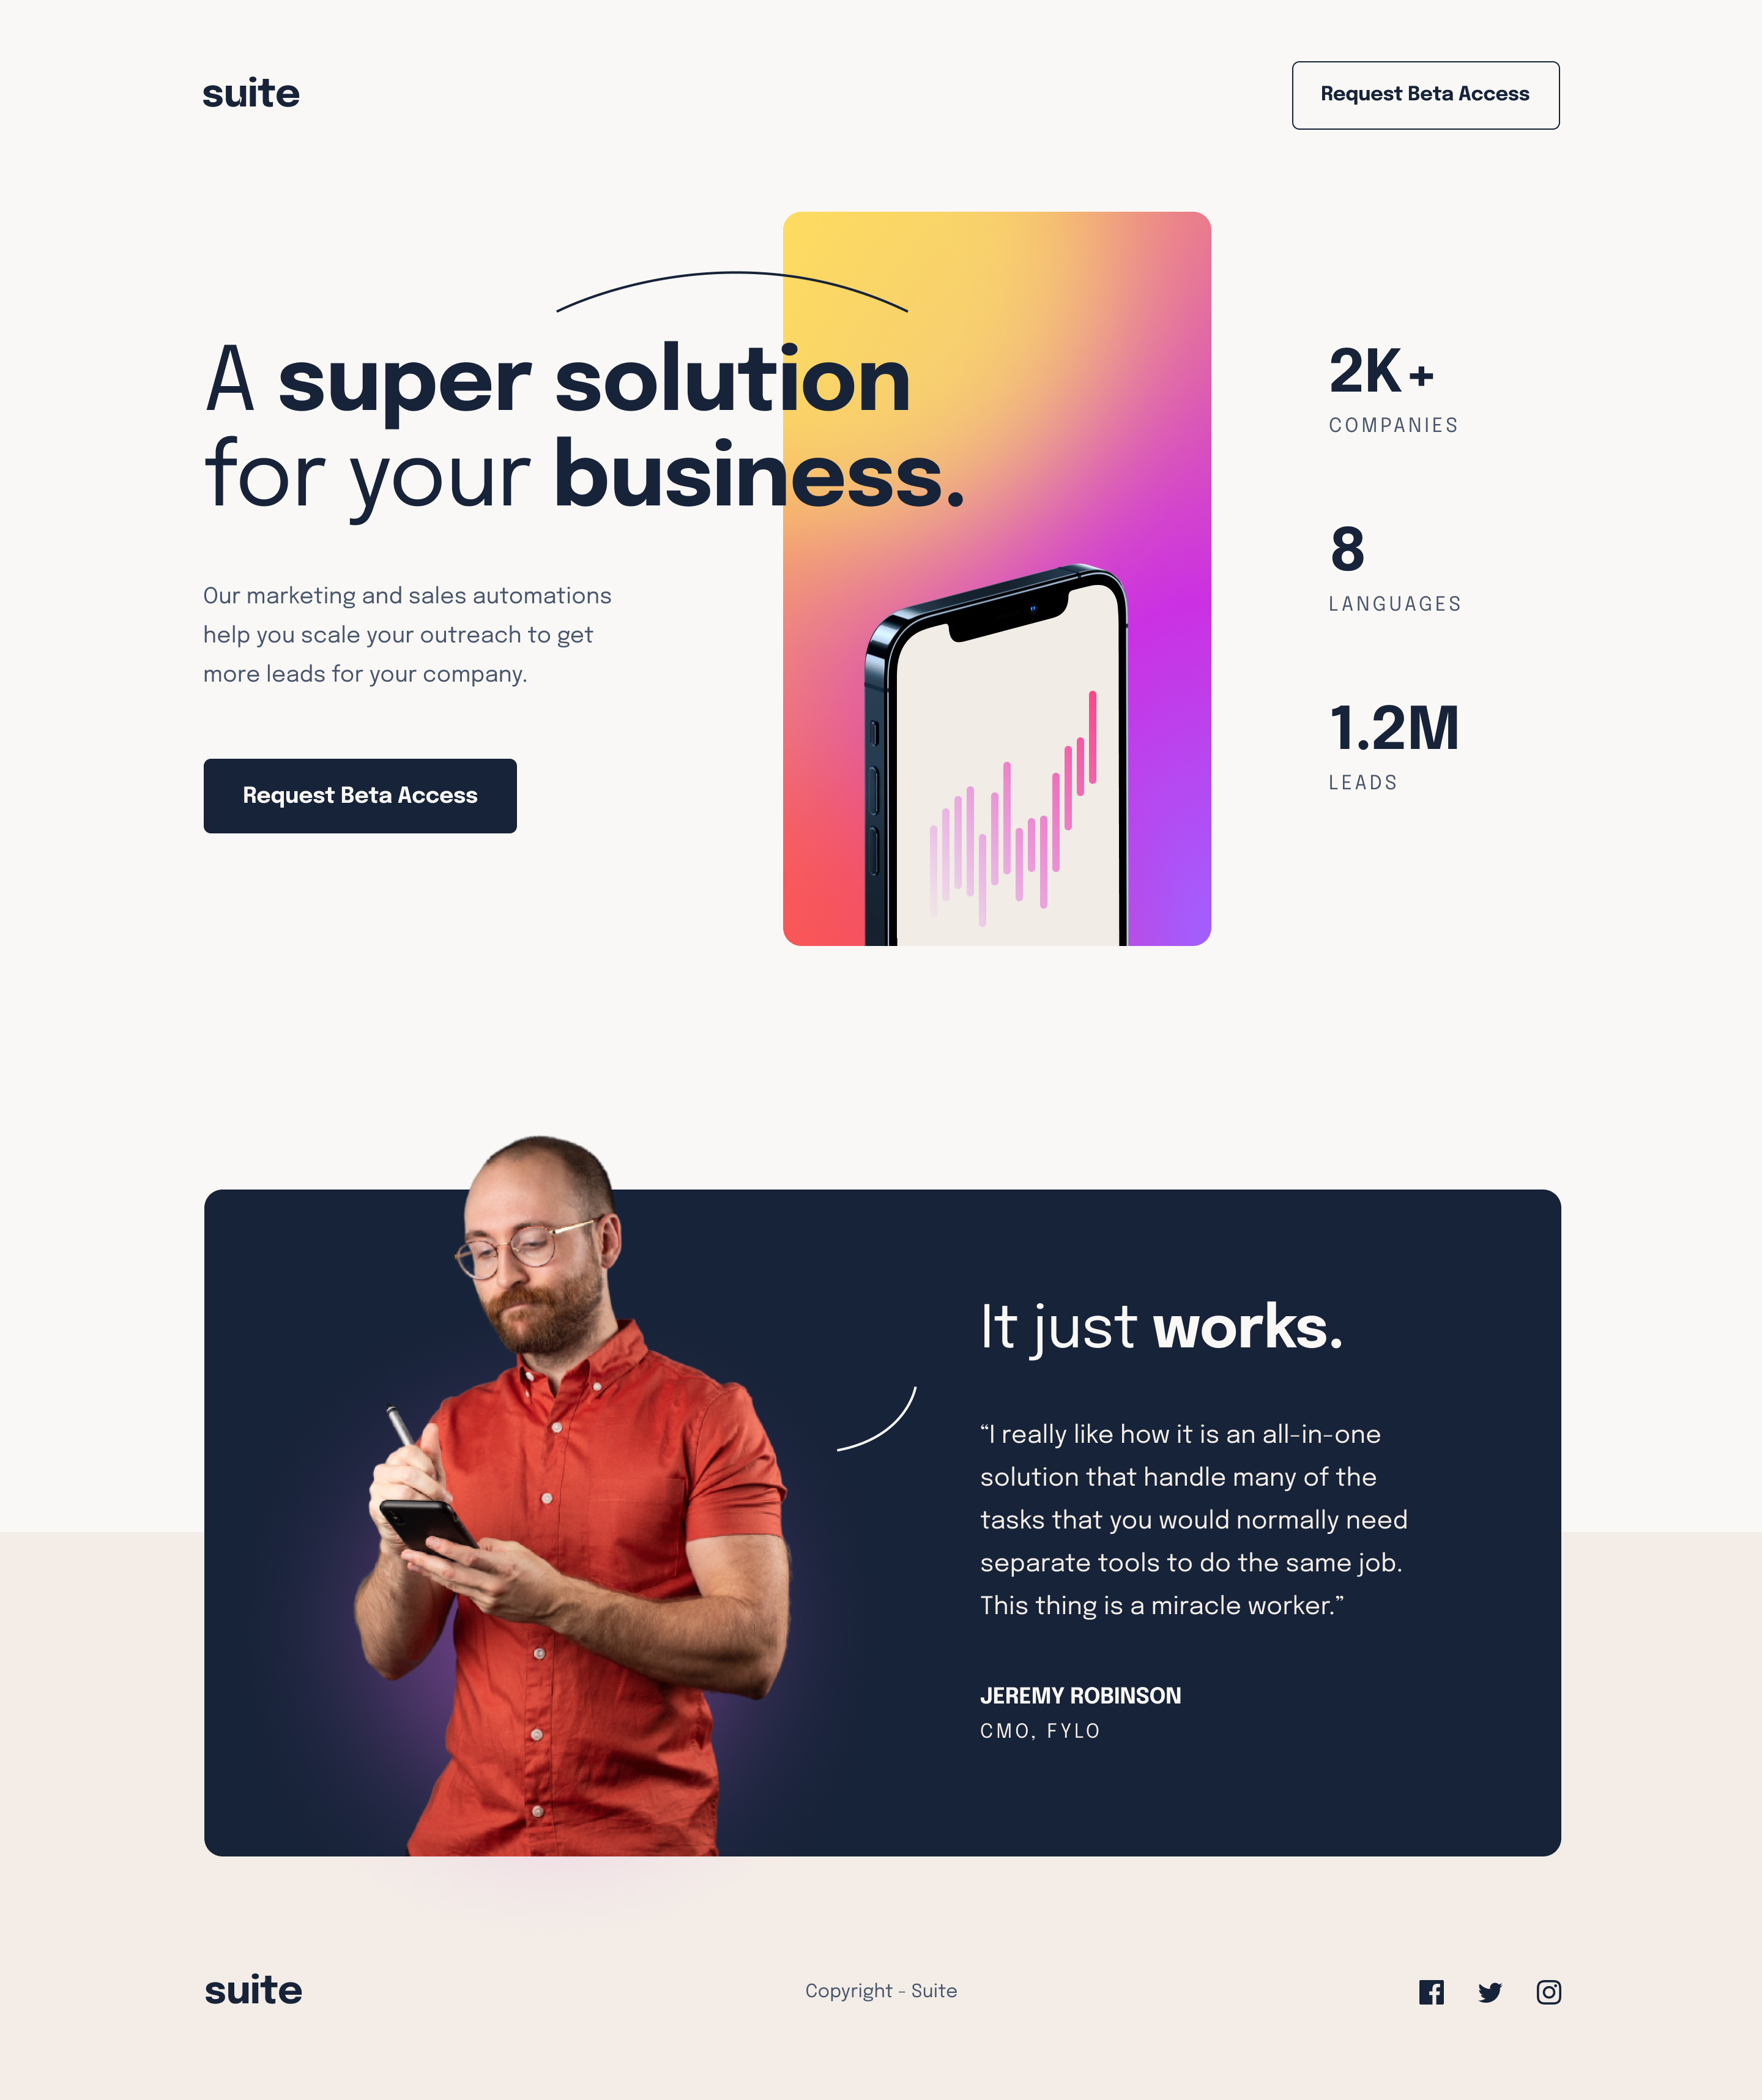 suite
Request Beta Access
A super solution
for your business.
Our marketing and sales automations
help you scale your outreach to get
more leads for your company.
Request Beta Access
2K+
COMPANIES
8
LANGUAGES
1.2M
LEADS
It just works.
“I really like how it is an all-in-one
solution that handle many of the
tasks that you would normally need
separate tools to do the same job.
This thing is a miracle worker.”
JEREMY ROBINSON
CMO, FYLO
suite
Copyright - Suite